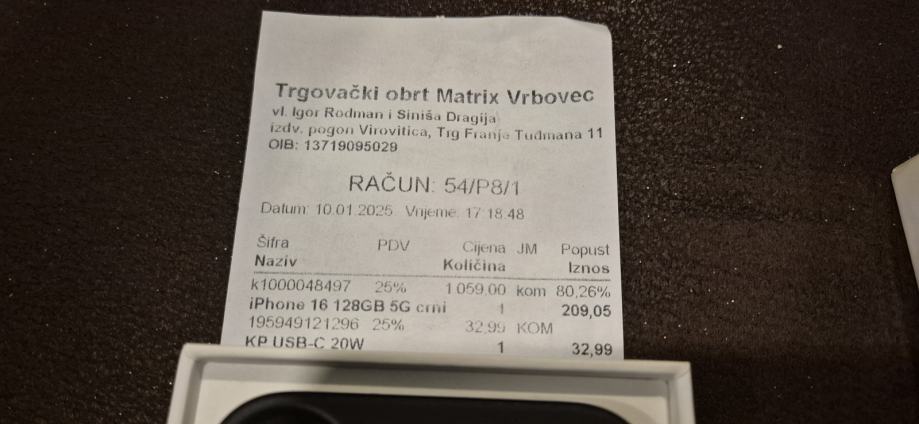 Trgovački obrt Matrix Vrbovec
vl. Igor Rodman i Siniša Dragija
izdv. pogon Virovitica, Trg Franje Tuđmana 11
OIB: 13719095029
RAČUN: 54/P8/1
Datum: 10.01.2025 Vrijeme: 17:18:48
Šifra PDV Cijena JM Popust
Naziv Količina Iznos
k1000048497 25% 1 059,00 kom 80,26%
iPhone 16 128GB 5G crni 1 209,05
195949121296 25% 32,99 KOM
KP USB-C 20W 1 32,99